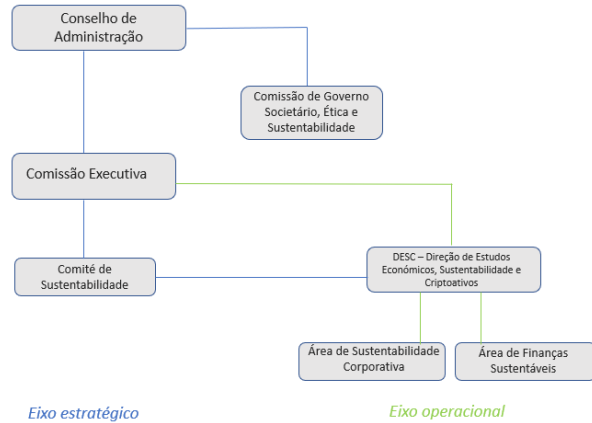 Conselho de
Administração
Comissão de Governo
Societário, Ética e
Sustentabilidade
Comissão Executiva
Comité de
Sustentabilidade
DESC – Direção de Estudos
Económicos, Sustentabilidade e
Criptoativos
Área de Sustentabilidade
Corporativa
Área de Finanças
Sustentáveis
Eixo estratégico
Eixo operacional